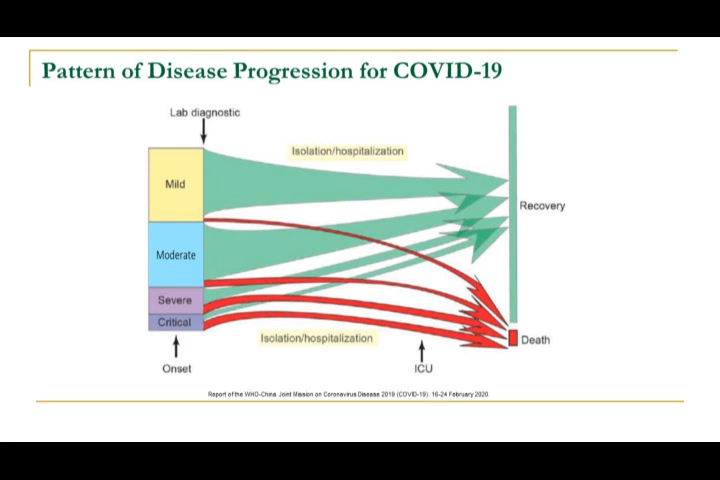 Pattern of Disease Progression for COVID-19
Lab diagnostic
Isolation/hospitalization
Mild
Recovery
Moderate
Severe
Critical
Isolation/hospitalization
Death
Onset
ICU
Report of the WHO-China Joint Mission on Coronavirus Disease 2019 (COVID-19). 16-24 February 2020.